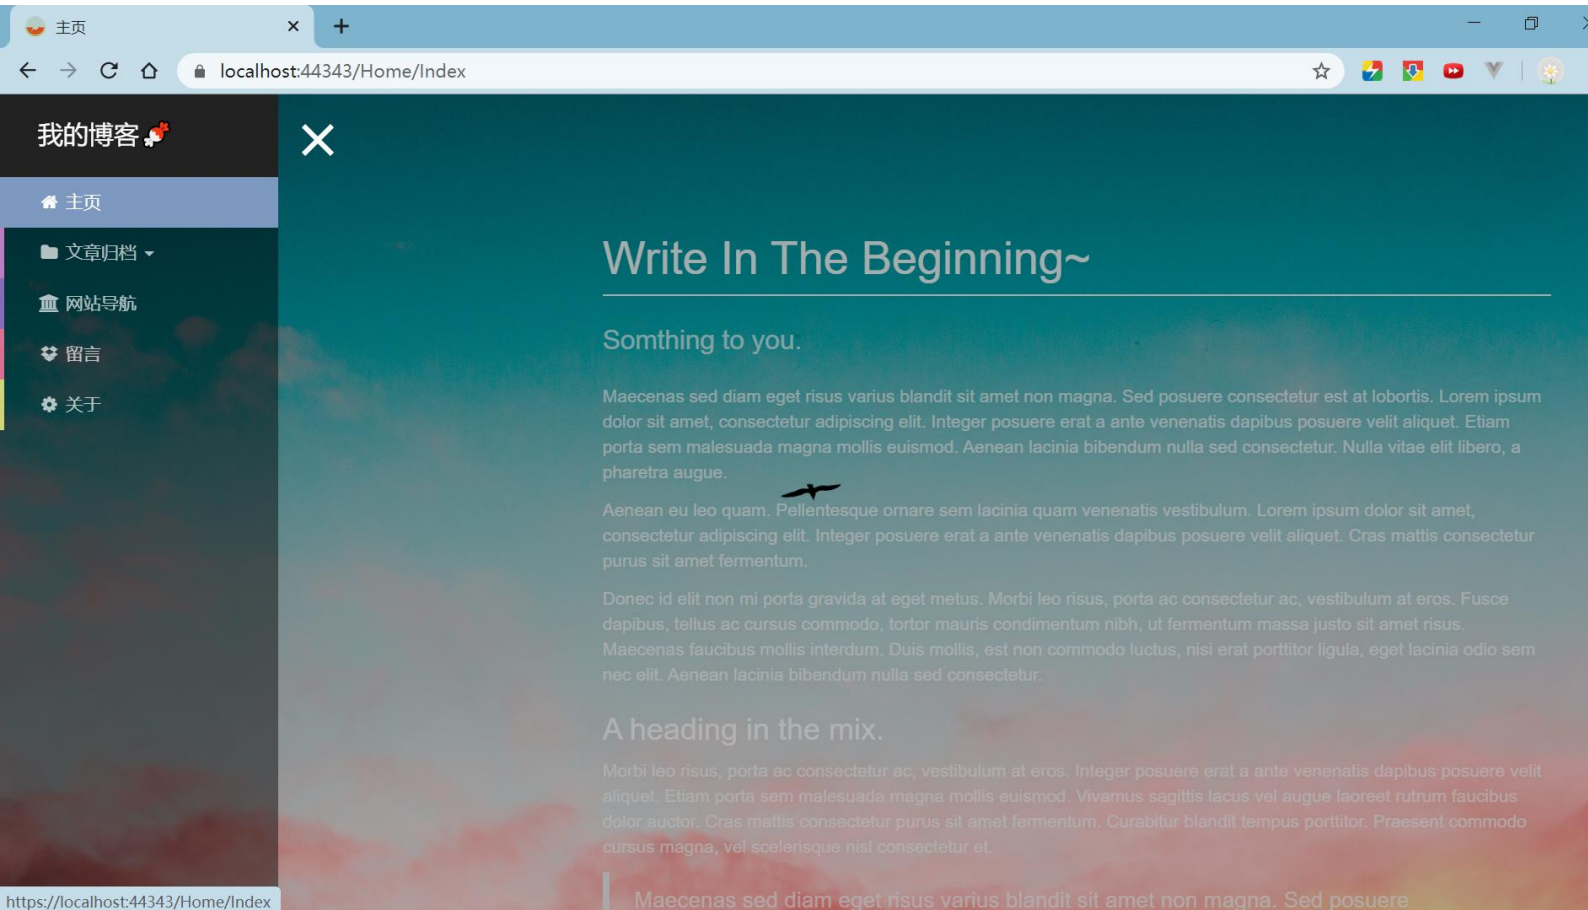 主页
localhost:44343/Home/Index
我的博客
主页
文章归档
网站导航
留言
关于
Write In The Beginning~
Somthing to you.
Maecenas sed diam eget risus varius blandit sit amet non magna. Sed posuere consectetur est at lobortis. Lorem ipsum
dolor sit amet, consectetur adipiscing elit. Integer posuere erat a ante venenatis dapibus posuere velit aliquet. Etiam
porta sem malesuada magna mollis euismod. Aenean lacinia bibendum nulla sed consectetur. Nulla vitae elit libero, a
pharetra augue.
Aenean eu leo quam. Pellentesque ornare sem lacinia quam venenatis vestibulum. Lorem ipsum dolor sit amet,
consectetur adipiscing elit. Integer posuere erat a ante venenatis dapibus posuere velit aliquet. Cras mattis consectetur
purus sit amet fermentum.
Donec id elit non mi porta gravida at eget metus. Morbi leo risus, porta ac consectetur ac, vestibulum at eros. Fusce
dapibus, tellus ac cursus commodo, tortor mauris condimentum nibh, ut fermentum massa justo sit amet risus.
Maecenas faucibus mollis interdum. Duis mollis, est non commodo luctus, nisi erat porttitor ligula, eget lacinia odio sem
nec elit. Aenean lacinia bibendum nulla sed consectetur.
A heading in the mix.
Morbi leo risus, porta ac consectetur ac, vestibulum at eros. Integer posuere erat a ante venenatis dapibus posuere velit
aliquet. Etiam porta sem malesuada magna mollis euismod. Vivamus sagittis lacus vel augue laoreet rutrum faucibus
dolor auctor. Cras mattis consectetur purus sit amet fermentum. Curabitur blandit tempus porttitor. Praesent commodo
cursus magna, vel scelerisque nisl consectetur et.
Maecenas sed diam eget risus varius blandit sit amet non magna. Sed posuere
https://localhost:44343/Home/Index